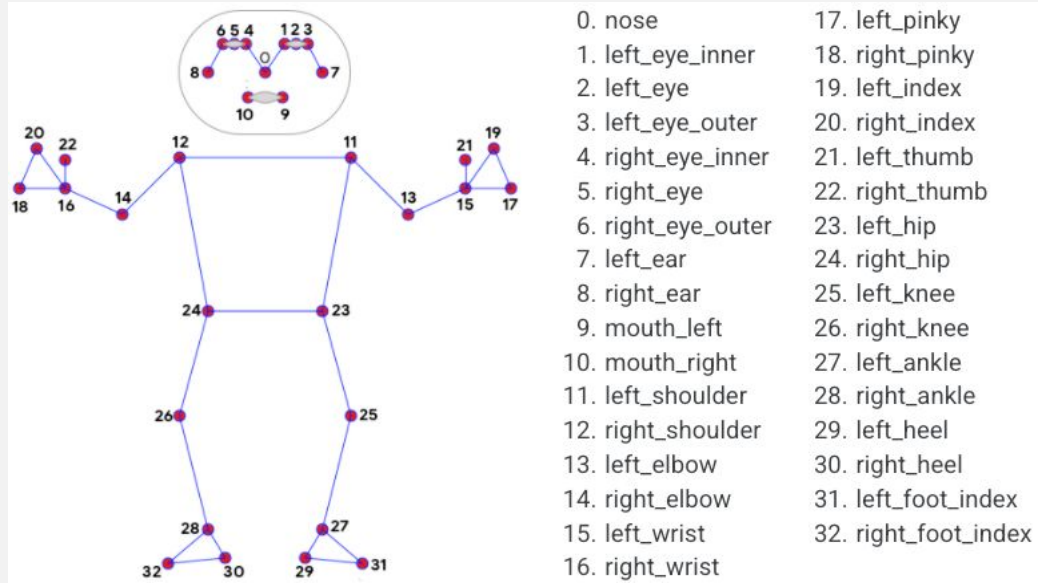 6 5 4 1 2 3
0
8 7
10 9
20 22 12 11 21 19
18 16 14 13 15 17
24 23
26 25
28 27
32 30 29 31
0. nose
1. left_eye_inner
2. left_eye
3. left_eye_outer
4. right_eye_inner
5. right_eye
6. right_eye_outer
7. left_ear
8. right_ear
9. mouth_left
10. mouth_right
11. left_shoulder
12. right_shoulder
13. left_elbow
14. right_elbow
15. left_wrist
16. right_wrist
17. left_pinky
18. right_pinky
19. left_index
20. right_index
21. left_thumb
22. right_thumb
23. left_hip
24. right_hip
25. left_knee
26. right_knee
27. left_ankle
28. right_ankle
29. left_heel
30. right_heel
31. left_foot_index
32. right_foot_index